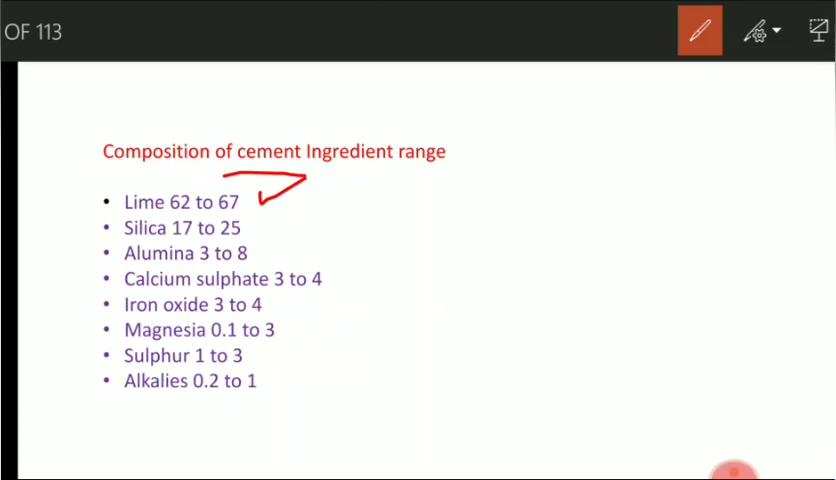 OF 113
Composition of cement Ingredient range
• Lime 62 to 67
• Silica 17 to 25
• Alumina 3 to 8
• Calcium sulphate 3 to 4
• Iron oxide 3 to 4
• Magnesia 0.1 to 3
• Sulphur 1 to 3
• Alkalies 0.2 to 1